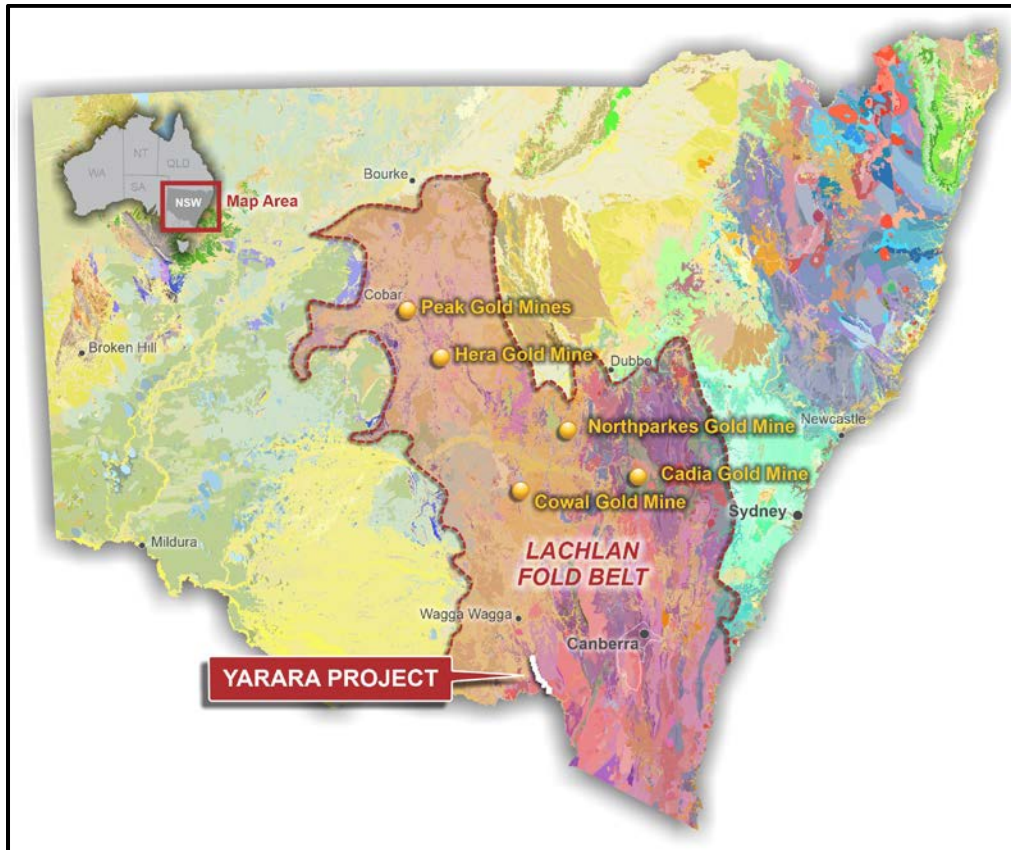 Bourke
NT
QLD
WA
SA
NSW
Map Area
Cobar
Peak Gold Mines
Broken Hill
Hera Gold Mine
Dubbo
Newcastle
Northparkes Gold Mine
Cadia Gold Mine
Cowal Gold Mine
Sydney
Mildura
LACHLAN
FOLD BELT
Wagga Wagga
Canberra
YARARA PROJECT